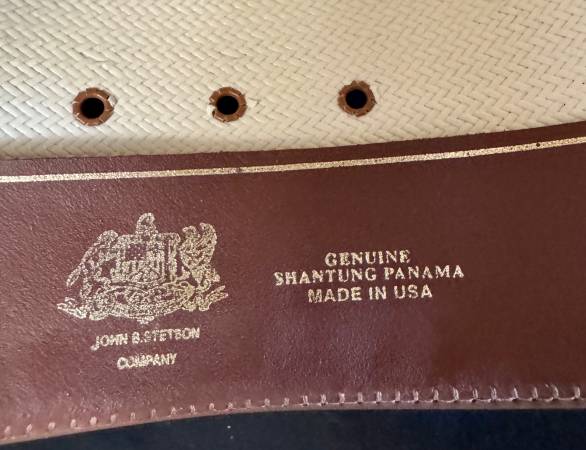 JOHN B. STETSON
COMPANY
GENUINE
SHANTUNG PANAMA
MADE IN USA